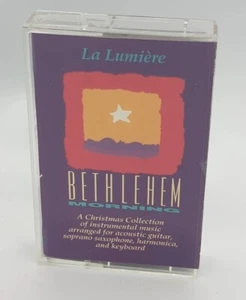 La Lumière
BETHLEHEM
MORNING
A Christmas Collection
of instrumental music
arranged for acoustic guitar,
soprano saxophone, harmonica,
and keyboard